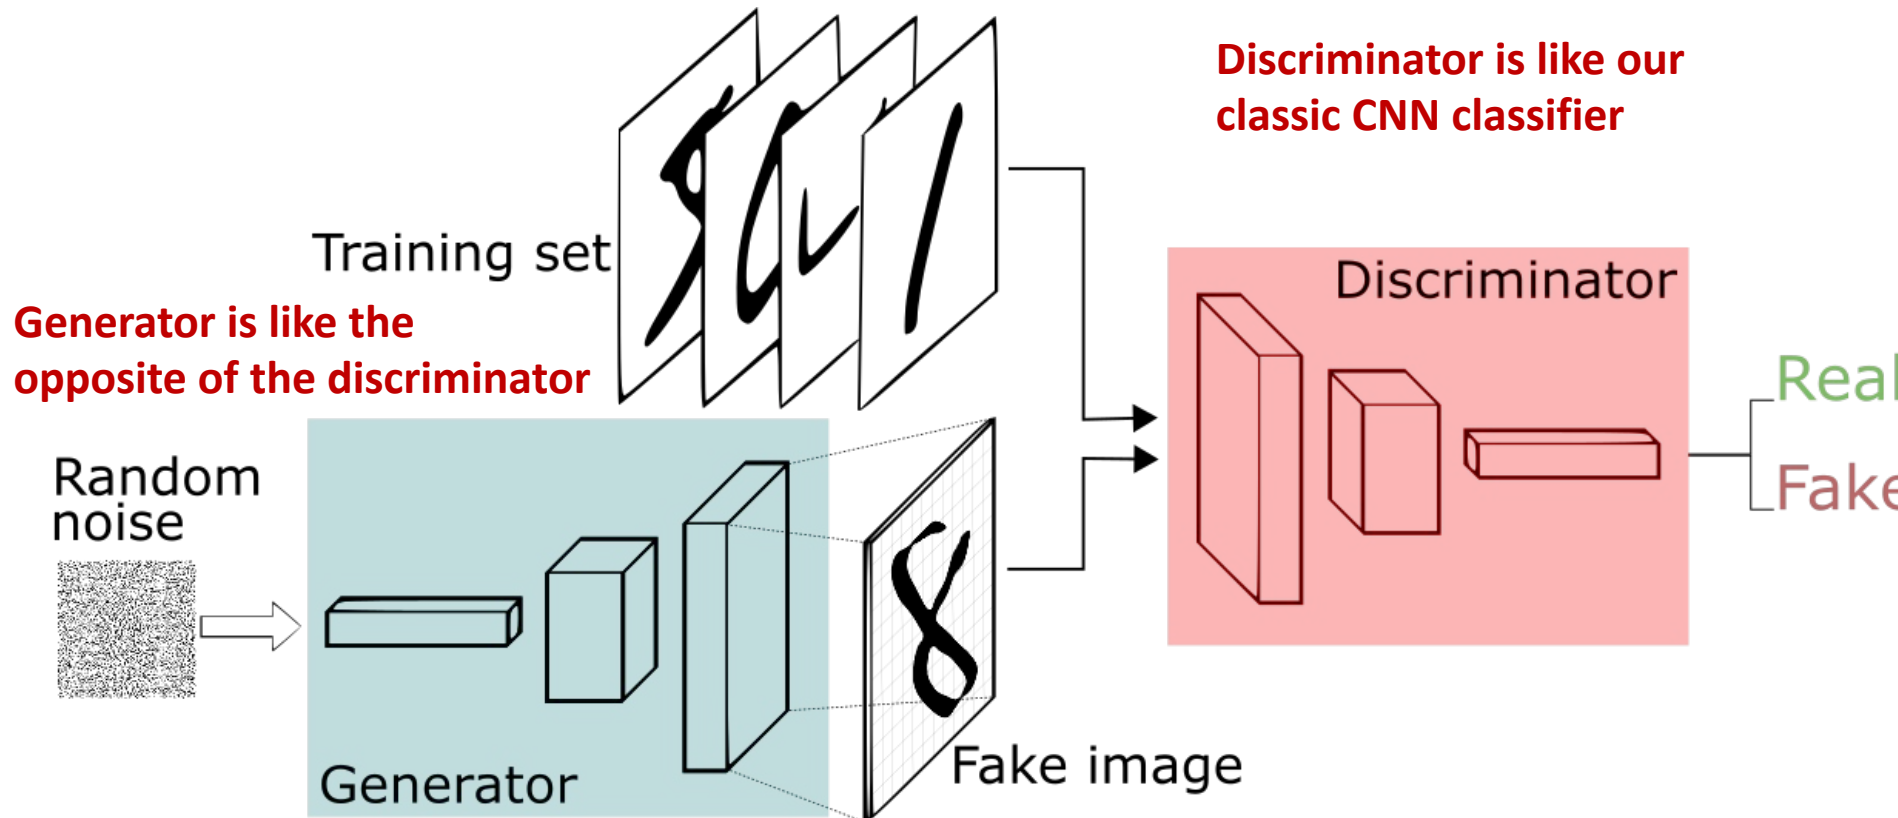 Discriminator is like our
classic CNN classifier
Training set
Discriminator
Generator is like the
opposite of the discriminator
Real
Fake
Random
noise
Generator
Fake image